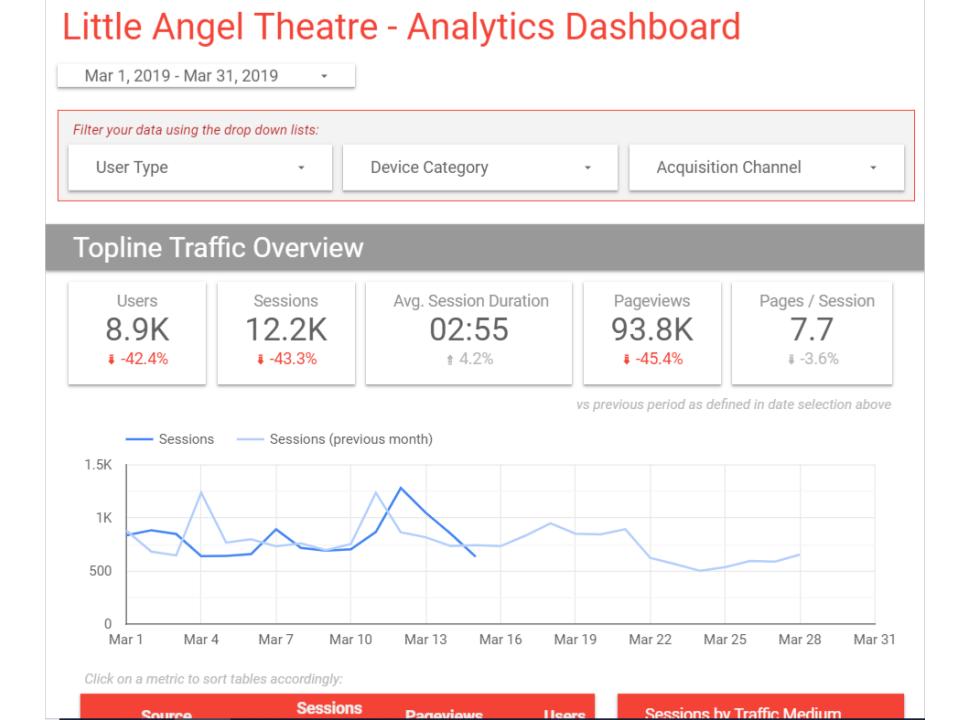 Little Angel Theatre - Analytics Dashboard
Mar 1, 2019 - Mar 31, 2019
Filter your data using the drop down lists:
User Type Device Category Acquisition Channel
Topline Traffic Overview
Users Sessions Avg. Session Duration Pageviews Pages / Session
8.9K 12.2K 02:55 93.8K 7.7
-42.4% -43.3% 4.2% -45.4% -3.6%
vs previous period as defined in date selection above
Sessions Sessions (previous month)
1.5K
1K
500
0
Mar 1 Mar 4 Mar 7 Mar 10 Mar 13 Mar 16 Mar 19 Mar 22 Mar 25 Mar 28 Mar 31
Click on a metric to sort tables accordingly:
Source Sessions Pageviews Users Sessions by Traffic Medium